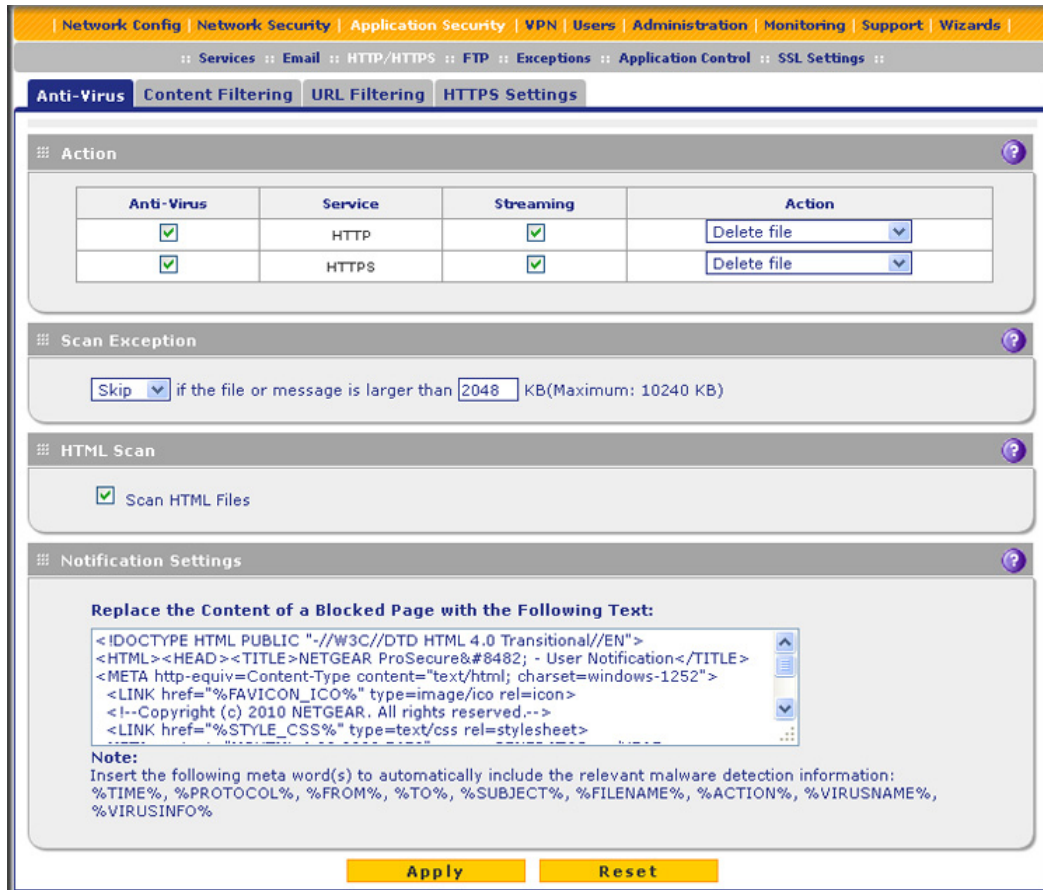 | Network Config | Network Security | Application Security | VPN | Users | Administration | Monitoring | Support | Wizards |
:: Services :: Email :: HTTP/HTTPS :: FTP :: Exceptions :: Application Control :: SSL Settings ::
Anti-Virus Content Filtering URL Filtering HTTPS Settings
Action ?
Anti-Virus Service Streaming Action
HTTP Delete file
HTTPS Delete file
Scan Exception ?
Skip if the file or message is larger than 2048 KB(Maximum: 10240 KB)
HTML Scan ?
Scan HTML Files
Notification Settings ?
Replace the Content of a Blocked Page with the Following Text:
<!DOCTYPE HTML PUBLIC "-//W3C//DTD HTML 4.0 Transitional//EN">
<HTML><HEAD><TITLE>NETGEAR ProSecure&#8482; - User Notification</TITLE>
<META http-equiv=Content-Type content="text/html; charset=windows-1252">
<LINK href="%FAVICON_ICO%" type=image/ico rel=icon>
<!--Copyright (c) 2010 NETGEAR. All rights reserved.-->
<LINK href="%STYLE_CSS%" type=text/css rel=stylesheet>
Note:
Insert the following meta word(s) to automatically include the relevant malware detection information:
%TIME%, %PROTOCOL%, %FROM%, %TO%, %SUBJECT%, %FILENAME%, %ACTION%, %VIRUSNAME%,
%VIRUSINFO%
Apply Reset